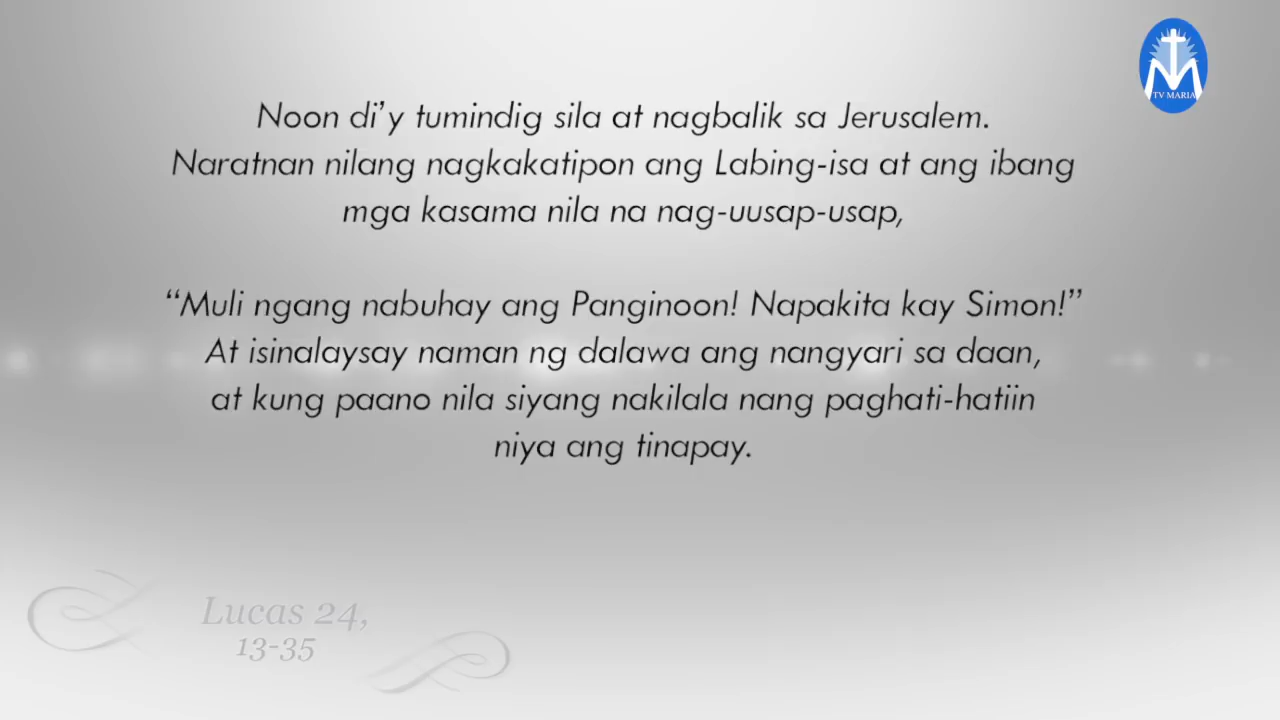 TV MARIA
Noon di’y tumindig sila at nagbalik sa Jerusalem.
Naratnan nilang nagkakatipon ang Labing-isa at ang ibang
mga kasama nila na nag-uusap-usap,
“Muli ngang nabuhay ang Panginoon! Napakita kay Simon!”
At isinalaysay naman ng dalawa ang nangyari sa daan,
at kung paano nila siyang nakilala nang paghati-hatiin
niya ang tinapay.
Lucas 24,
13-35